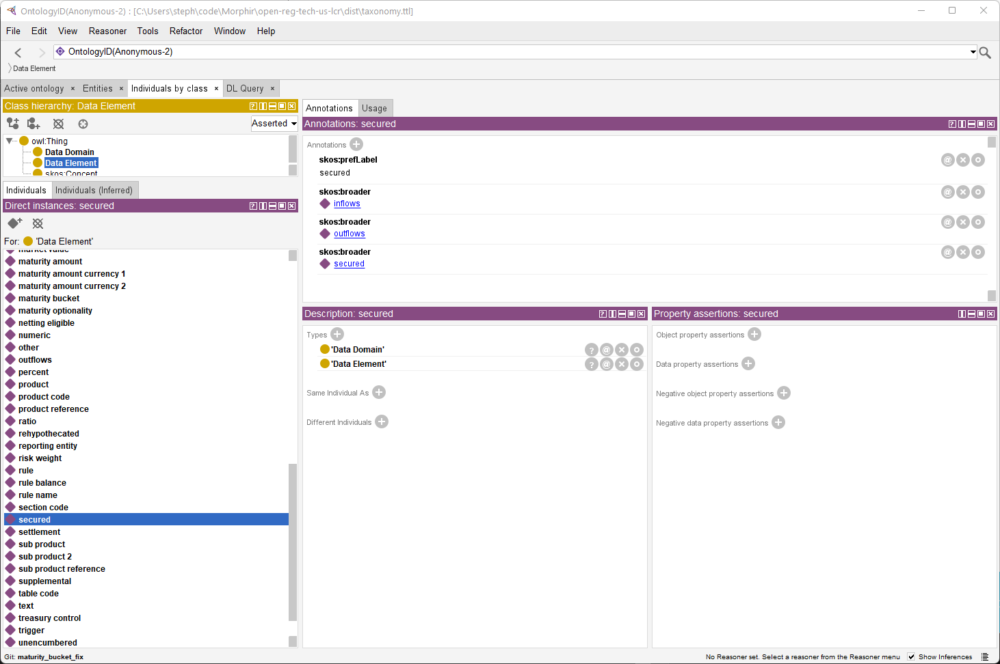 OntologyID(Anonymous-2) : [C:\Users\steph\code\Morphir\open-reg-tech-us-lcr\dist\taxonomy.ttl]
File Edit View Reasoner Tools Refactor Window Help
OntologyID(Anonymous-2)
Data Element
Active ontology × Entities × Individuals by class × DL Query ×
Class hierarchy: Data Element
Asserted
owl:Thing
Data Domain
Data Element
skos:Concept
Individuals Individuals (Inferred)
Direct instances: secured
For: 'Data Element'
market value
maturity amount
maturity amount currency 1
maturity amount currency 2
maturity bucket
maturity optionality
netting eligible
numeric
other
outflows
percent
product
product code
product reference
ratio
rehypothecated
reporting entity
risk weight
rule
rule balance
rule name
section code
secured
settlement
sub product
sub product 2
sub product reference
supplemental
table code
text
treasury control
trigger
unencumbered
Annotations Usage
Annotations: secured
Annotations
skos:prefLabel
secured
skos:broader
inflows
skos:broader
outflows
skos:broader
secured
Description: secured
Types
'Data Domain'
'Data Element'
Same Individual As
Different Individuals
Property assertions: secured
Object property assertions
Data property assertions
Negative object property assertions
Negative data property assertions
Git: maturity_bucket_fix
No Reasoner set. Select a reasoner from the Reasoner menu Show Inferences